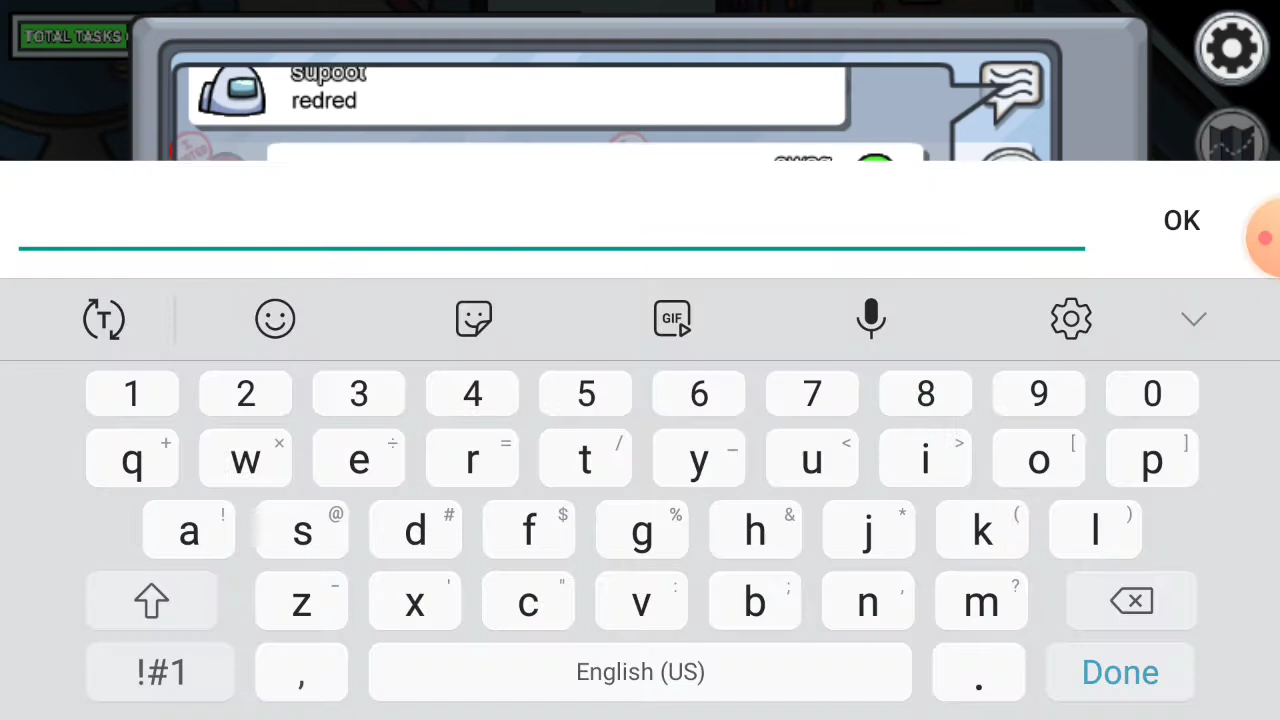 TOTAL TASKS
supoot
redred
OK
T
GIF
1 2 3 4 5 6 7 8 9 0
q + w × e ÷ r = t / y _ u < i > o [ p ]
a ! s @ d # f $ g % h & j * k ( l )
z - x ' c " v : b ; n , m ?
!#1 , English (US) . Done